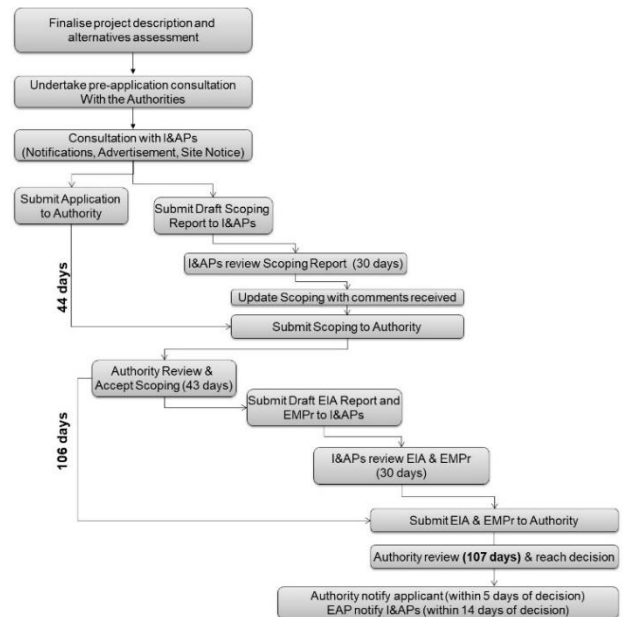 Finalise project description and
alternatives assessment
Undertake pre-application consultation
With the Authorities
Consultation with I&APs
(Notifications, Advertisement, Site Notice)
Submit Application
to Authority
Submit Draft Scoping
Report to I&APs
I&APs review Scoping Report (30 days)
44 days
Update Scoping with comments received
Submit Scoping to Authority
Authority Review &
Accept Scoping (43 days)
Submit Draft EIA Report and
EMPr to I&APs
106 days
I&APs review EIA & EMPr
(30 days)
Submit EIA & EMPr to Authority
Authority review (107 days) & reach decision
Authority notify applicant (within 5 days of decision)
EAP notify I&APs (within 14 days of decision)